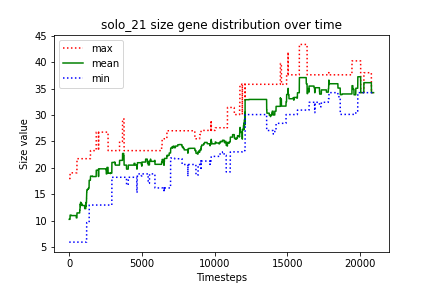 solo_21 size gene distribution over time
45
40
35
30
25
20
15
10
5
Size value
max
mean
min
0 5000 10000 15000 20000
Timesteps